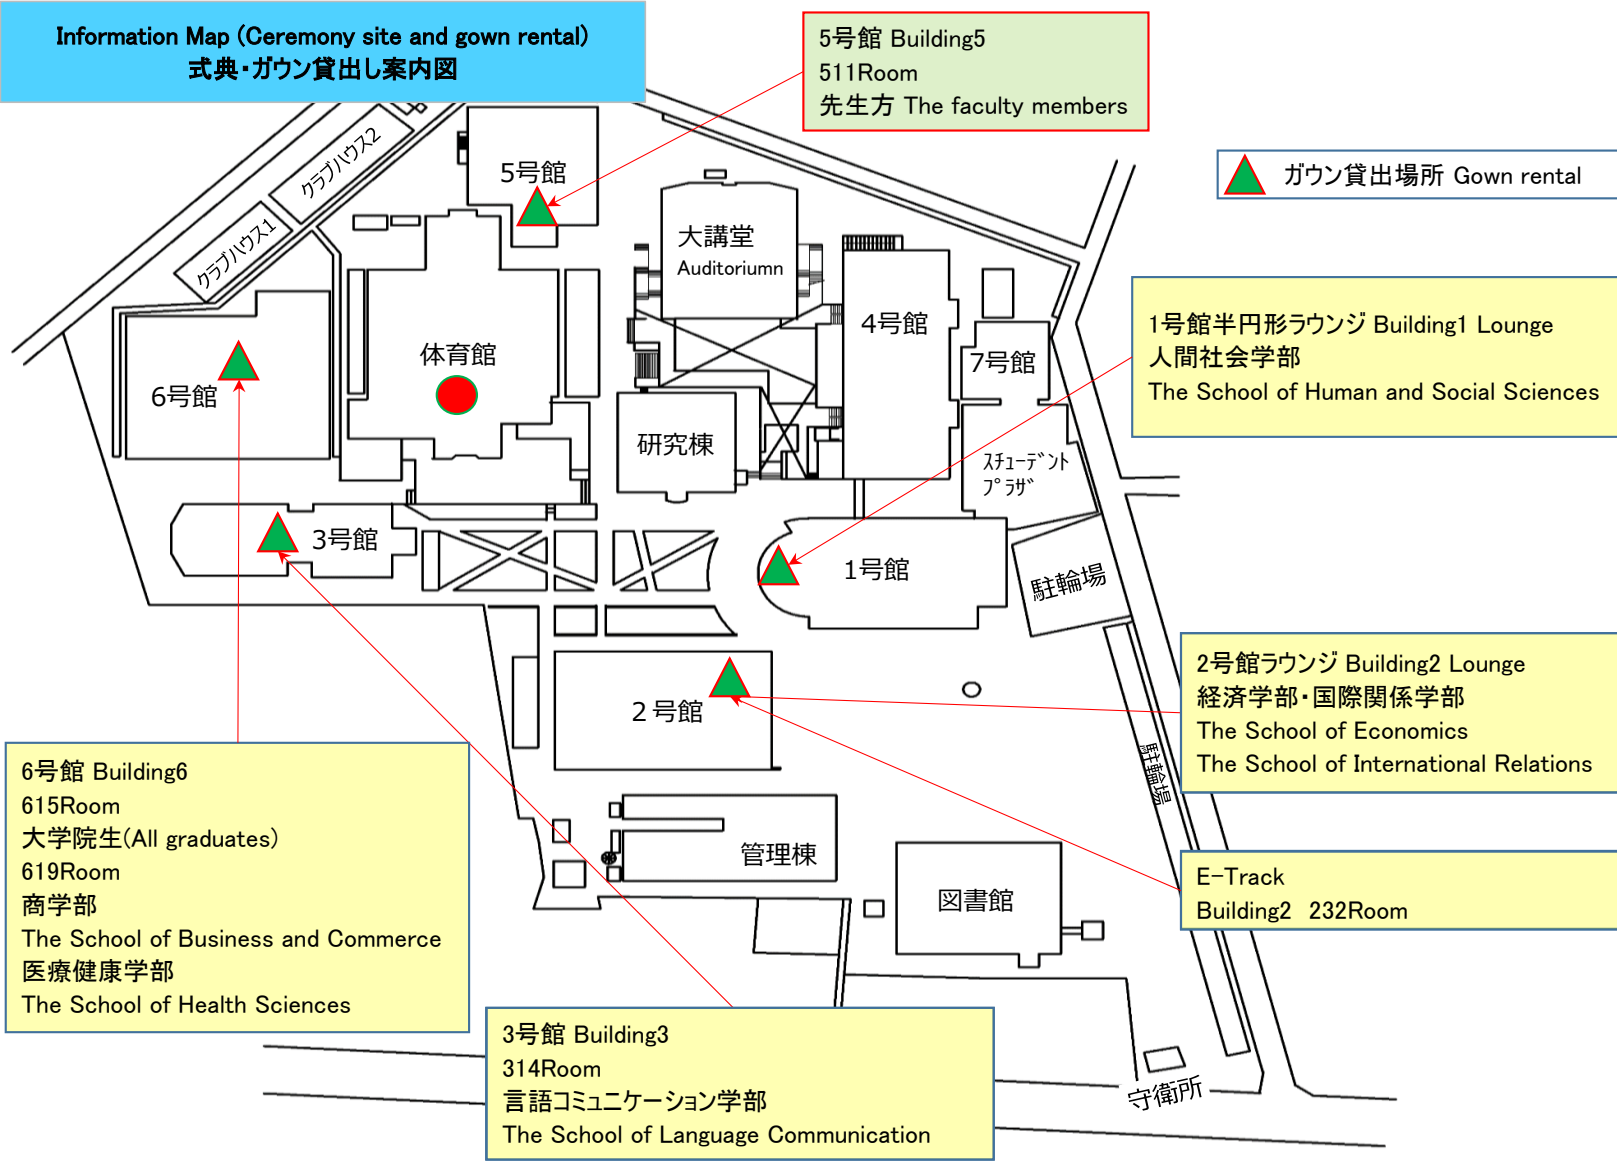 Information Map (Ceremony site and gown rental)
式典・ガウン貸出し案内図
5号館 Building5
511Room
先生方 The faculty members
ガウン貸出場所 Gown rental
クラブハウス2
クラブハウス1
5号館
大講堂
Auditoriumn
4号館
7号館
体育館
6号館
研究棟
ｽﾁｭｰﾃﾞﾝﾄ
ﾌﾟﾗｻﾞ
3号館
1号館
駐輪場
2号館
駐輪場
管理棟
図書館
守衛所
1号館半円形ラウンジ Building1 Lounge
人間社会学部
The School of Human and Social Sciences
2号館ラウンジ Building2 Lounge
経済学部・国際関係学部
The School of Economics
The School of International Relations
E-Track
Building2 232Room
6号館 Building6
615Room
大学院生(All graduates)
619Room
商学部
The School of Business and Commerce
医療健康学部
The School of Health Sciences
3号館 Building3
314Room
言語コミュニケーション学部
The School of Language Communication